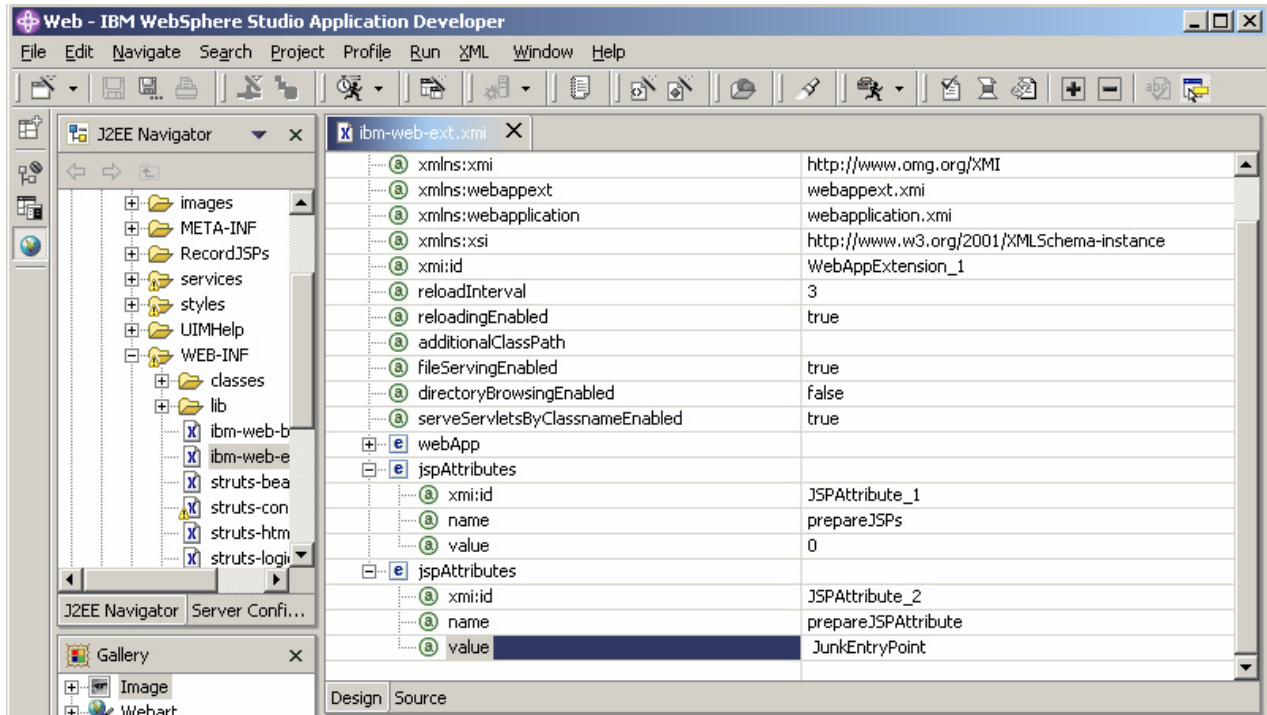 Web - IBM WebSphere Studio Application Developer
File Edit Navigate Search Project Profile Run XML Window Help
J2EE Navigator
images
META-INF
RecordJSPs
services
styles
UIMHelp
WEB-INF
classes
lib
ibm-web-b
ibm-web-e
struts-bea
struts-con
struts-htm
struts-logi
J2EE Navigator Server Confi...
Gallery
Image
Webart
ibm-web-ext.xmi
xmlns:xmi http://www.omg.org/XMI
xmlns:webappext webappext.xmi
xmlns:webapplication webapplication.xmi
xmlns:xsi http://www.w3.org/2001/XMLSchema-instance
xmi:id WebAppExtension_1
reloadInterval 3
reloadingEnabled true
additionalClassPath
fileServingEnabled true
directoryBrowsingEnabled false
serveServletsByClassnameEnabled true
webApp
jspAttributes
xmi:id JSPAttribute_1
name prepareJSPs
value 0
jspAttributes
xmi:id JSPAttribute_2
name prepareJSPAttribute
value JunkEntryPoint
Design Source